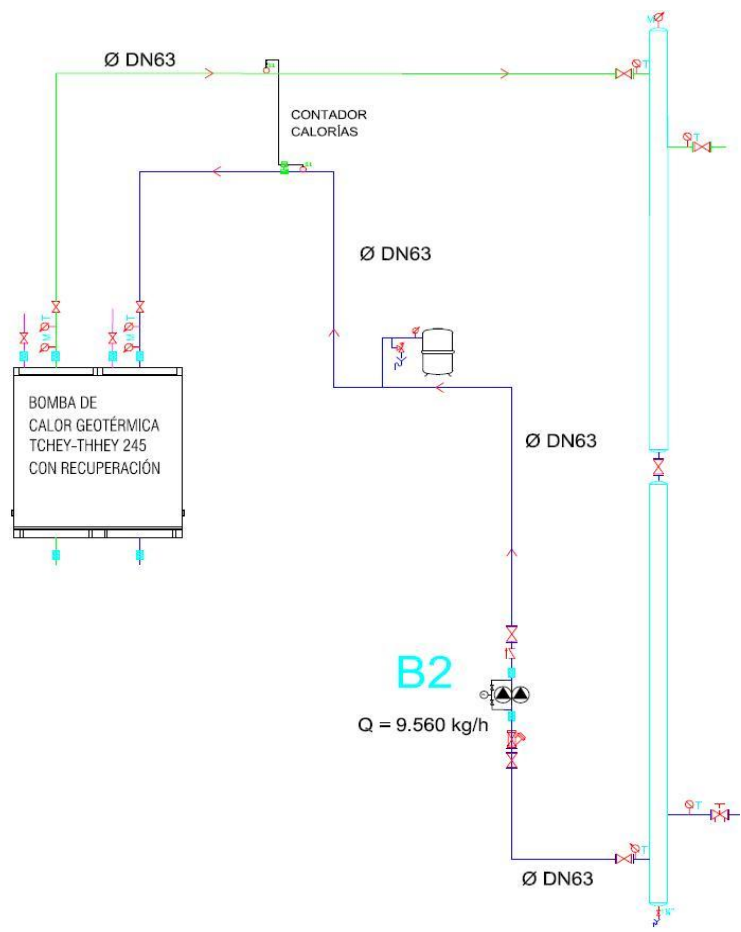 M
Ø DN63
T
CONTADOR
CALORÍAS
T
Ø DN63
T
M
T
M
BOMBA DE
CALOR GEOTÉRMICA
TCHEY-THHEY 245
CON RECUPERACIÓN
Ø DN63
B2
Q = 9.560 kg/h
T
T
Ø DN63